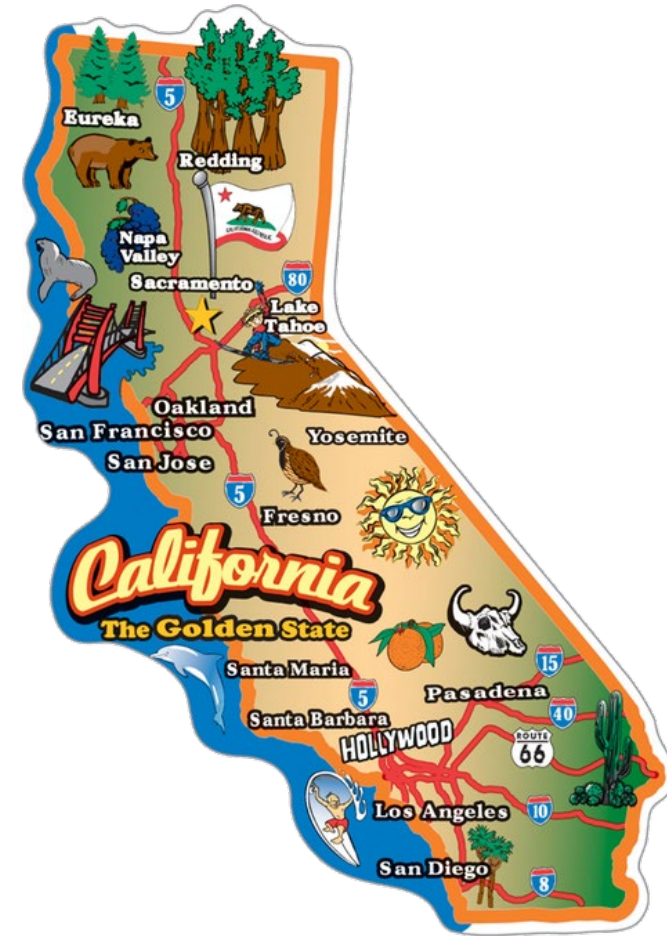 5
Eureka
Redding
CALIFORNIA REPUBLIC
Napa
Valley
Sacramento
80
Lake
Tahoe
Oakland
San Francisco
Yosemite
San Jose
5
Fresno
California
The Golden State
Santa Maria
15
5
Pasadena
40
Santa Barbara
HOLLYWOOD
ROUTE
66
Los Angeles
10
San Diego
8